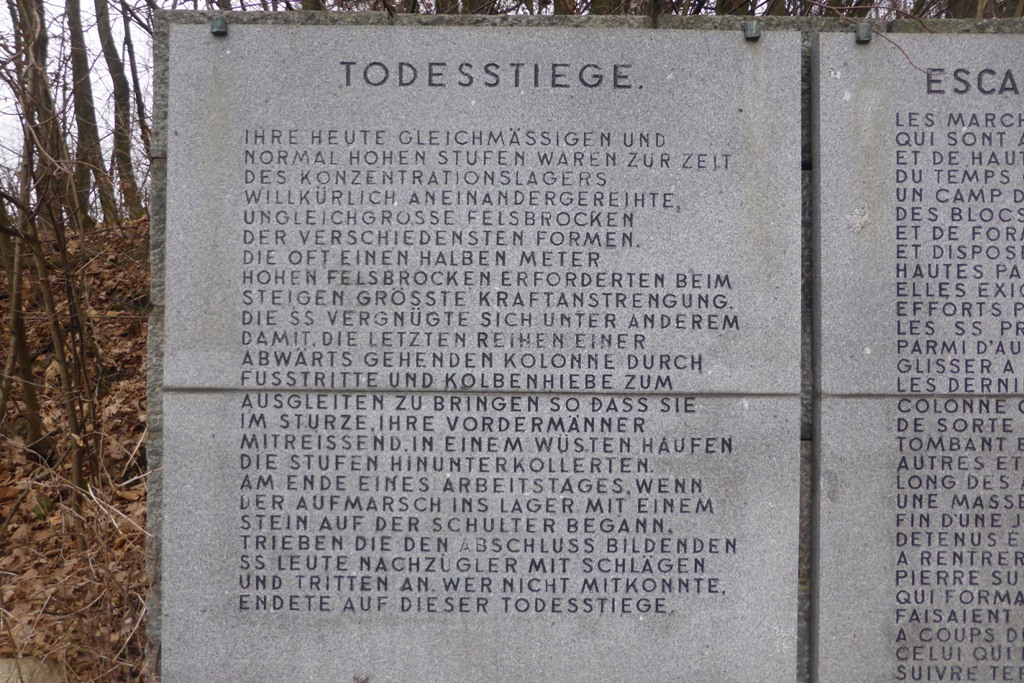 TODESSTIEGE.
IHRE HEUTE GLEICHMÄSSIGEN UND
NORMAL HOHEN STUFEN WAREN ZUR ZEIT
DES KONZENTRATIONSLAGERS
WILLKÜRLICH ANEINANDERGEREIHTE,
UNGLEICHGROSSE FELSBROCKEN
DER VERSCHIEDENSTEN FORMEN.
DIE OFT EINEN HALBEN METER
HOHEN FELSBROCKEN ERFORDERTEN BEIM
STEIGEN GRÖSSTE KRAFTANSTRENGUNG.
DIE SS VERGNÜGTE SICH UNTER ANDEREM
DAMIT, DIE LETZTEN REIHEN EINER
ABWÄRTS GEHENDEN KOLONNE DURCH
FUSSTRITTE UND KOLBENHIEBE ZUM
AUSGLEITEN ZU BRINGEN SO DASS SIE
IM STURZE, IHRE VORDERMÄNNER
MITREISSEND, IN EINEM WÜSTEN HAUFEN
DIE STUFEN HINUNTERKOLLERTEN.
AM ENDE EINES ARBEITSTAGES, WENN
DER AUFMARSCH INS LAGER MIT EINEM
STEIN AUF DER SCHULTER BEGANN,
TRIEBEN DIE DEN ABSCHLUSS BILDENDEN
SS LEUTE NACHZÜGLER MIT SCHLÄGEN
UND TRITTEN AN. WER NICHT MITKONNTE,
ENDETE AUF DIESER TODESSTIEGE.
ESCA
LES MARCH
QUI SONT A
ET DE HAUT
DU TEMPS
UN CAMP D
DES BLOCS
ET DE FOR
ET DISPOS
HAUTES PA
ELLES EXIG
EFFORTS P
LES SS PR
PARMI D'AU
GLISSER A
LES DERNI
COLONNE
DE SORTE
TOMBANT E
AUTRES ET
LONG DES
UNE MASSE
FIN D'UNE J
DETENUS E
A RENTRER
PIERRE SU
QUI FORMA
FAISAIENT
A COUPS D
CELUI QUI
SUIVRE TE